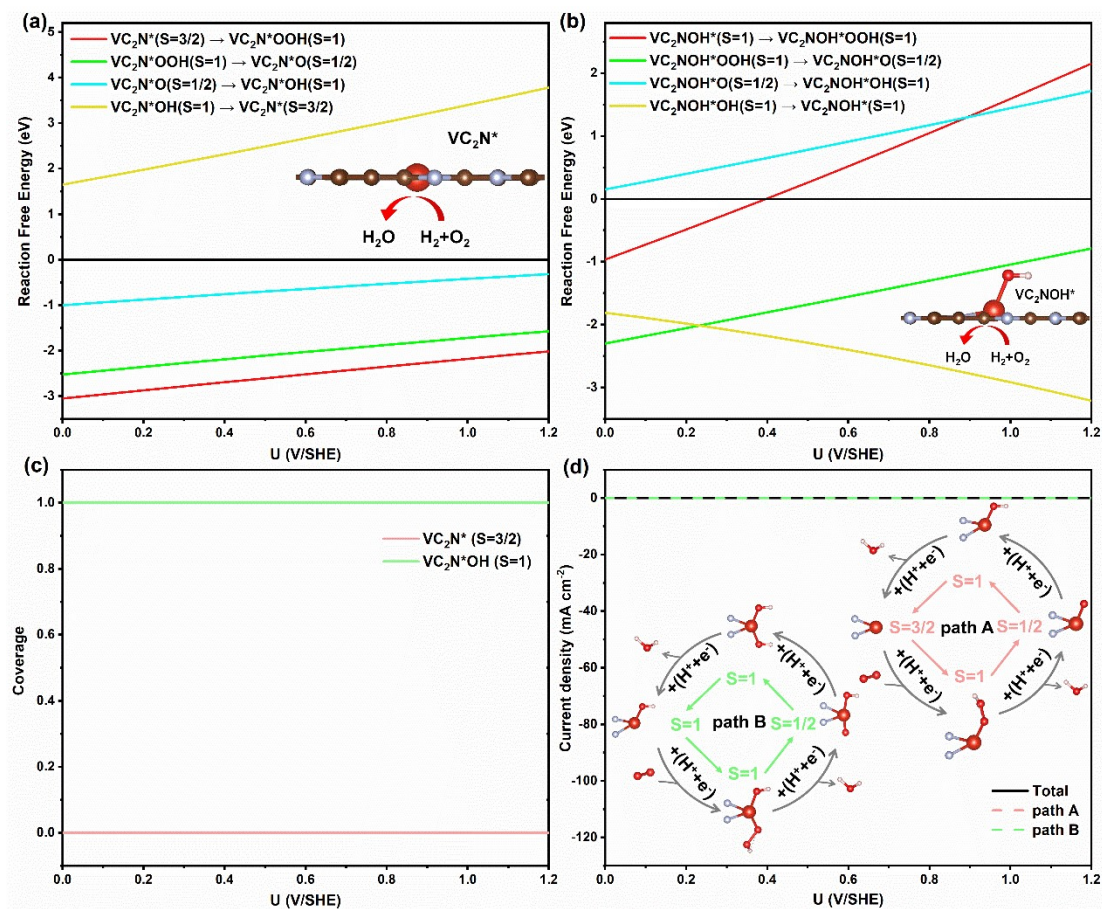 (a)
VC₂N*(S=3/2) → VC₂N*OOH(S=1)
VC₂N*OOH(S=1) → VC₂N*O(S=1/2)
VC₂N*O(S=1/2) → VC₂N*OH(S=1)
VC₂N*OH(S=1) → VC₂N*(S=3/2)
VC₂N*
H₂O
H₂+O₂
Reaction Free Energy (eV)
5
4
3
2
1
0
-1
-2
-3
0.0 0.2 0.4 0.6 0.8 1.0 1.2
U (V/SHE)
(b)
VC₂NOH*(S=1) → VC₂NOH*OOH(S=1)
VC₂NOH*OOH(S=1) → VC₂NOH*O(S=1/2)
VC₂NOH*O(S=1/2) → VC₂NOH*OH(S=1)
VC₂NOH*OH(S=1) → VC₂NOH*(S=1)
VC₂NOH*
H₂O
H₂+O₂
Reaction Free Energy (eV)
2
1
0
-1
-2
-3
0.0 0.2 0.4 0.6 0.8 1.0 1.2
U (V/SHE)
(c)
VC₂N* (S=3/2)
VC₂N*OH (S=1)
Coverage
1.0
0.8
0.6
0.4
0.2
0.0
0.0 0.2 0.4 0.6 0.8 1.0 1.2
U (V/SHE)
(d)
Current density (mA cm⁻²)
0
-20
-40
-60
-80
-100
-120
+(H⁺+e⁻)
+(H⁺+e⁻)
S=1
S=3/2 path A S=1/2
S=1
+(H⁺+e⁻)
+(H⁺+e⁻)
+(H⁺+e⁻)
+(H⁺+e⁻)
S=1
S=1 path B S=1/2
S=1
+(H⁺+e⁻)
+(H⁺+e⁻)
Total
path A
path B
0.0 0.2 0.4 0.6 0.8 1.0 1.2
U (V/SHE)